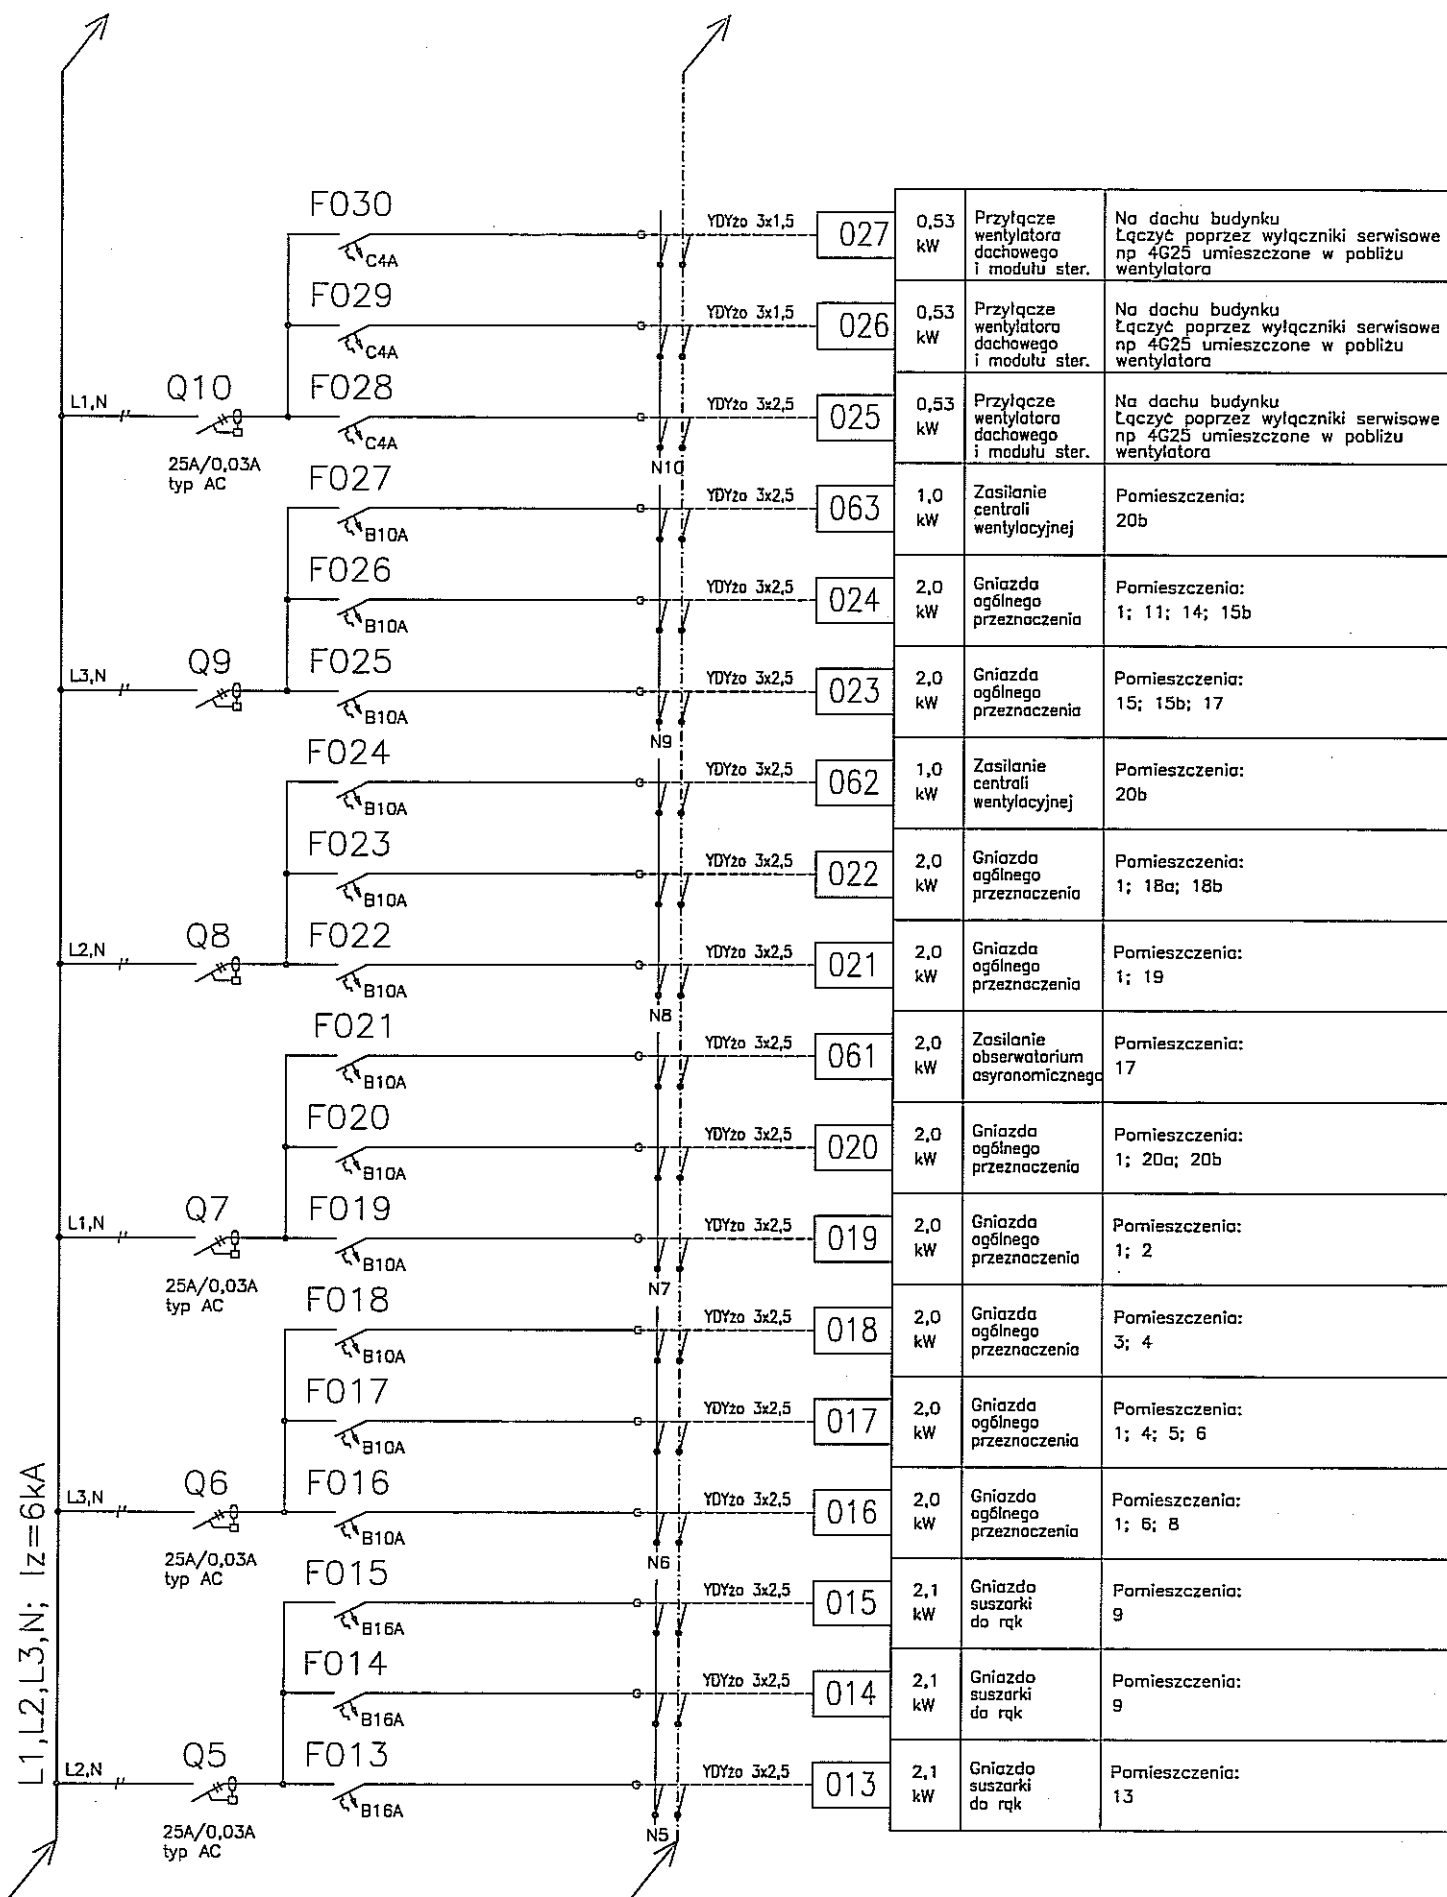 F030
C4A
YDYżo 3x1,5
027
0,53
kW
Przyłącze
wentylatora
dachowego
i modułu ster.
Na dachu budynku
Łączyć poprzez wyłączniki serwisowe
np 4G25 umieszczone w pobliżu
wentylatora
F029
C4A
YDYżo 3x1,5
026
0,53
kW
Przyłącze
wentylatora
dachowego
i modułu ster.
Na dachu budynku
Łączyć poprzez wyłączniki serwisowe
np 4G25 umieszczone w pobliżu
wentylatora
L1,N
Q10
25A/0,03A
typ AC
F028
C4A
YDYżo 3x2,5
N10
025
0,53
kW
Przyłącze
wentylatora
dachowego
i modułu ster.
Na dachu budynku
Łączyć poprzez wyłączniki serwisowe
np 4G25 umieszczone w pobliżu
wentylatora
F027
B10A
YDYżo 3x2,5
063
1,0
kW
Zasilanie
centrali
wentylacyjnej
Pomieszczenia:
20b
F026
B10A
YDYżo 3x2,5
024
2,0
kW
Gniazda
ogólnego
przeznaczenia
Pomieszczenia:
1; 11; 14; 15b
L3,N
Q9
F025
B10A
YDYżo 3x2,5
N9
023
2,0
kW
Gniazda
ogólnego
przeznaczenia
Pomieszczenia:
15; 15b; 17
F024
B10A
YDYżo 3x2,5
062
1,0
kW
Zasilanie
centrali
wentylacyjnej
Pomieszczenia:
20b
F023
B10A
YDYżo 3x2,5
022
2,0
kW
Gniazda
ogólnego
przeznaczenia
Pomieszczenia:
1; 18a; 18b
L2,N
Q8
F022
B10A
YDYżo 3x2,5
N8
021
2,0
kW
Gniazda
ogólnego
przeznaczenia
Pomieszczenia:
1; 19
F021
B10A
YDYżo 3x2,5
061
2,0
kW
Zasilanie
obserwatorium
asyronomicznego
Pomieszczenia:
17
F020
B10A
YDYżo 3x2,5
020
2,0
kW
Gniazda
ogólnego
przeznaczenia
Pomieszczenia:
1; 20a; 20b
L1,N
Q7
25A/0,03A
typ AC
F019
B10A
YDYżo 3x2,5
N7
019
2,0
kW
Gniazda
ogólnego
przeznaczenia
Pomieszczenia:
1; 2
F018
B10A
YDYżo 3x2,5
018
2,0
kW
Gniazda
ogólnego
przeznaczenia
Pomieszczenia:
3; 4
F017
B10A
YDYżo 3x2,5
017
2,0
kW
Gniazda
ogólnego
przeznaczenia
Pomieszczenia:
1; 4; 5; 6
L3,N
Q6
25A/0,03A
typ AC
F016
B10A
YDYżo 3x2,5
N6
016
2,0
kW
Gniazda
ogólnego
przeznaczenia
Pomieszczenia:
1; 6; 8
F015
B16A
YDYżo 3x2,5
015
2,1
kW
Gniazdo
suszarki
do rąk
Pomieszczenia:
9
F014
B16A
YDYżo 3x2,5
014
2,1
kW
Gniazdo
suszarki
do rąk
Pomieszczenia:
9
L2,N
Q5
25A/0,03A
typ AC
F013
B16A
YDYżo 3x2,5
N5
013
2,1
kW
Gniazdo
suszarki
do rąk
Pomieszczenia:
13
L1,L2,L3,N; Iz=6kA